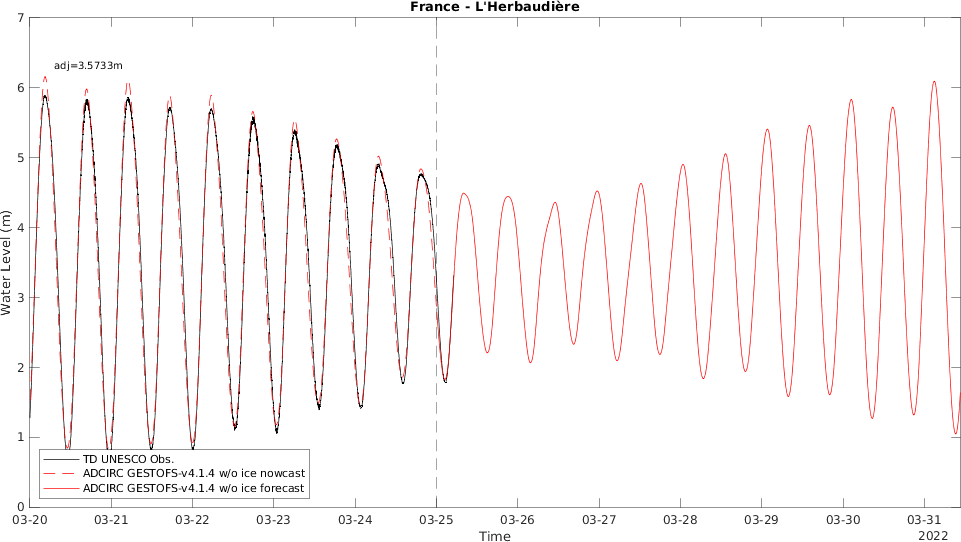 France - L'Herbaudière
adj=3.5733m
Water Level (m)
7
6
5
4
3
2
1
0
TD UNESCO Obs.
ADCIRC GESTOFS-v4.1.4 w/o ice nowcast
ADCIRC GESTOFS-v4.1.4 w/o ice forecast
03-20 03-21 03-22 03-23 03-24 03-25 03-26 03-27 03-28 03-29 03-30 03-31
Time
2022